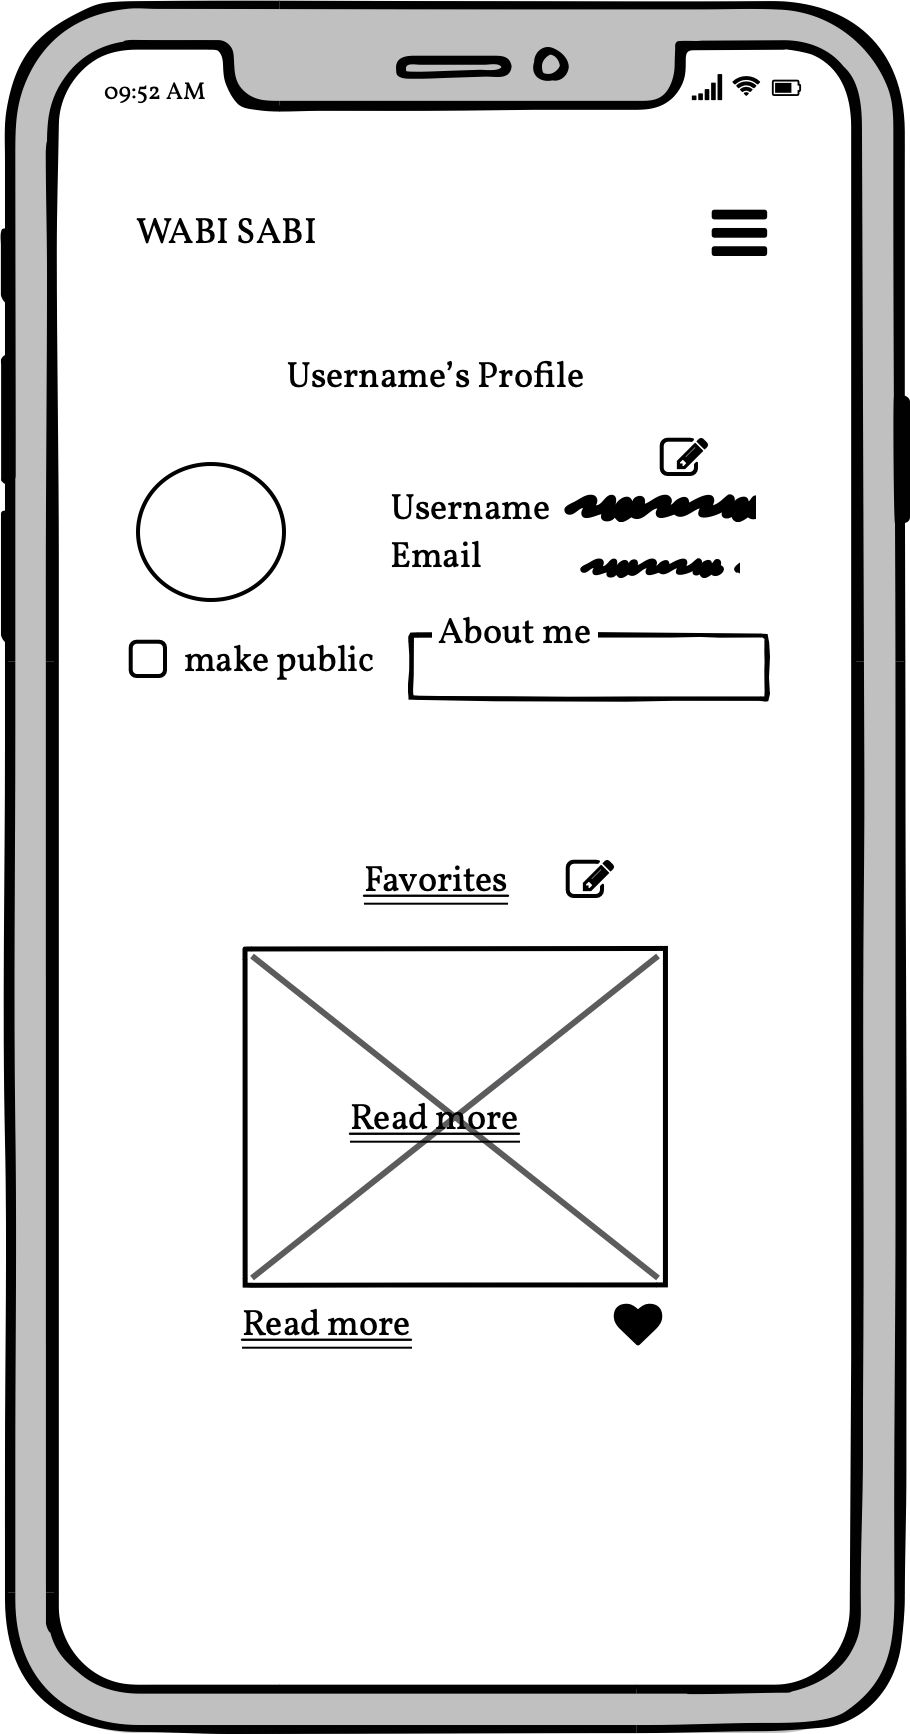 09:52 AM
WABI SABI
Username's Profile
Username
Email
About me
make public
Favorites
Read more
Read more